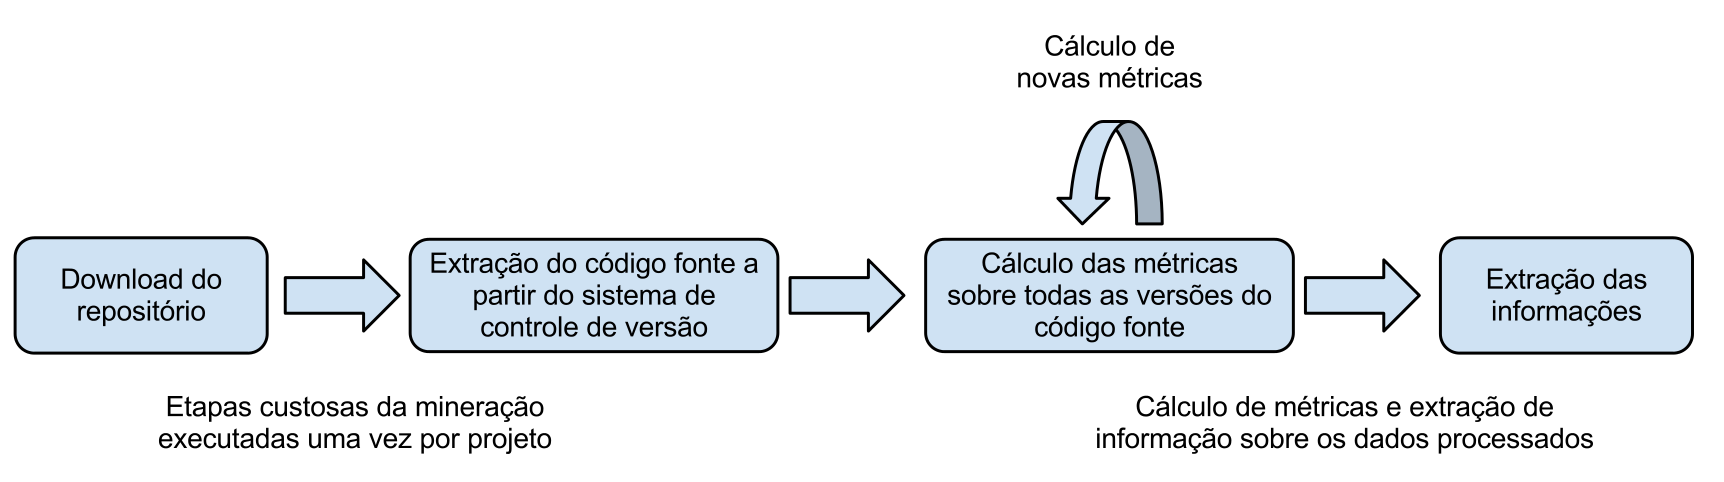 Cálculo de
novas métricas
Download do
repositório
Extração do código fonte a
partir do sistema de
controle de versão
Cálculo das métricas
sobre todas as versões do
código fonte
Extração das
informações
Etapas custosas da mineração
executadas uma vez por projeto
Cálculo de métricas e extração de
informação sobre os dados processados